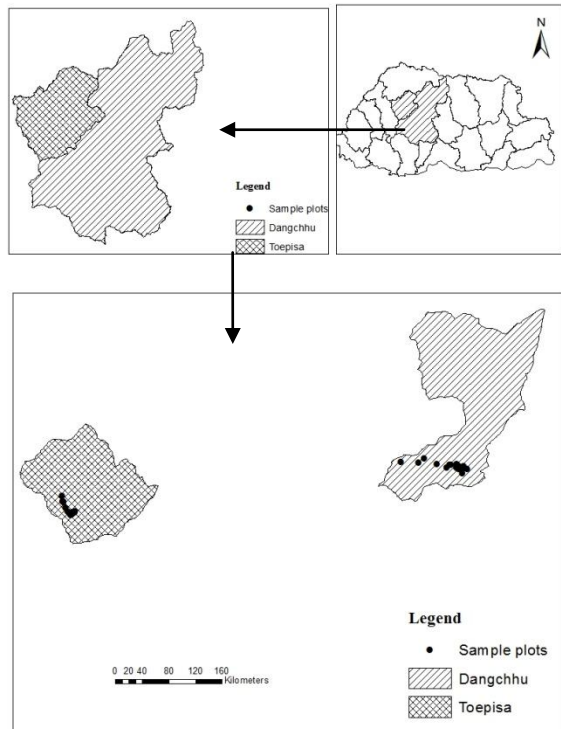 N
Legend
Sample plots
Dangchhu
Toepisa
0 20 40 80 120 160
Kilometers
Legend
Sample plots
Dangchhu
Toepisa